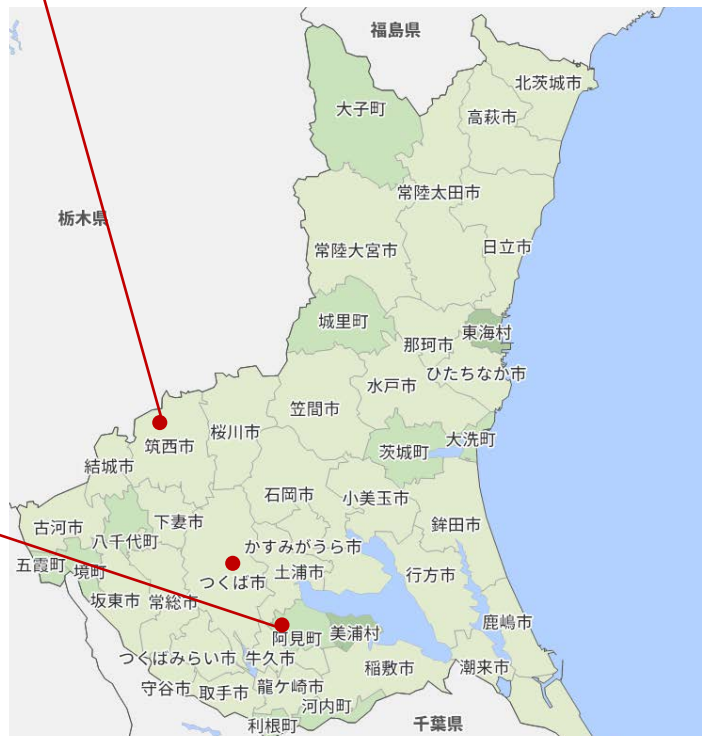 福島県
北茨城市
大子町
高萩市
常陸太田市
栃木県
常陸大宮市
日立市
城里町
東海村
那珂市
ひたちなか市
水戸市
笠間市
桜川市
筑西市
大洗町
茨城町
結城市
石岡市
小美玉市
古河市
下妻市
鉾田市
八千代町
かすみがうら市
五霞町
境町
つくば市
土浦市
行方市
坂東市
常総市
鹿嶋市
阿見町
美浦村
つくばみらい市
牛久市
稲敷市
潮来市
守谷市
取手市
龍ケ崎市
河内町
利根町
千葉県